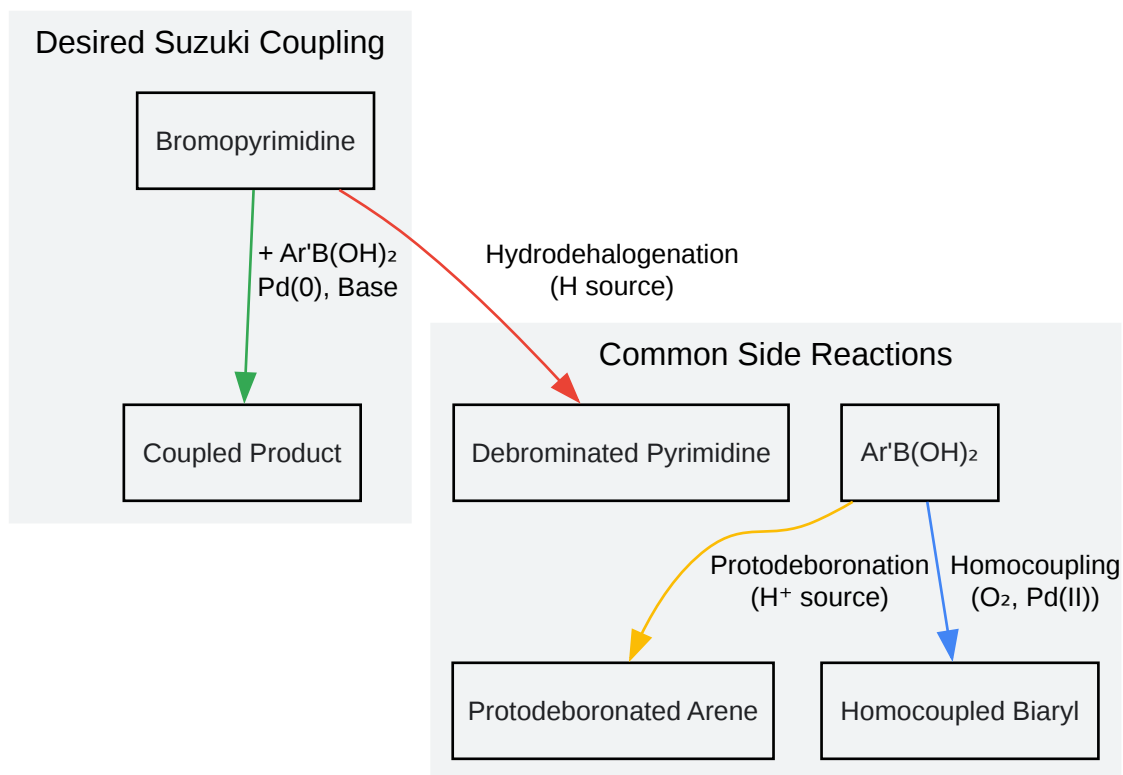 Desired Suzuki Coupling
Bromopyrimidine
+ Ar'B(OH)₂
Pd(0), Base
Hydrodehalogenation
(H source)
Coupled Product
Common Side Reactions
Debrominated Pyrimidine
Ar'B(OH)₂
Protodeboronation
(H⁺ source)
Homocoupling
(O₂, Pd(II))
Protodeboronated Arene
Homocoupled Biaryl